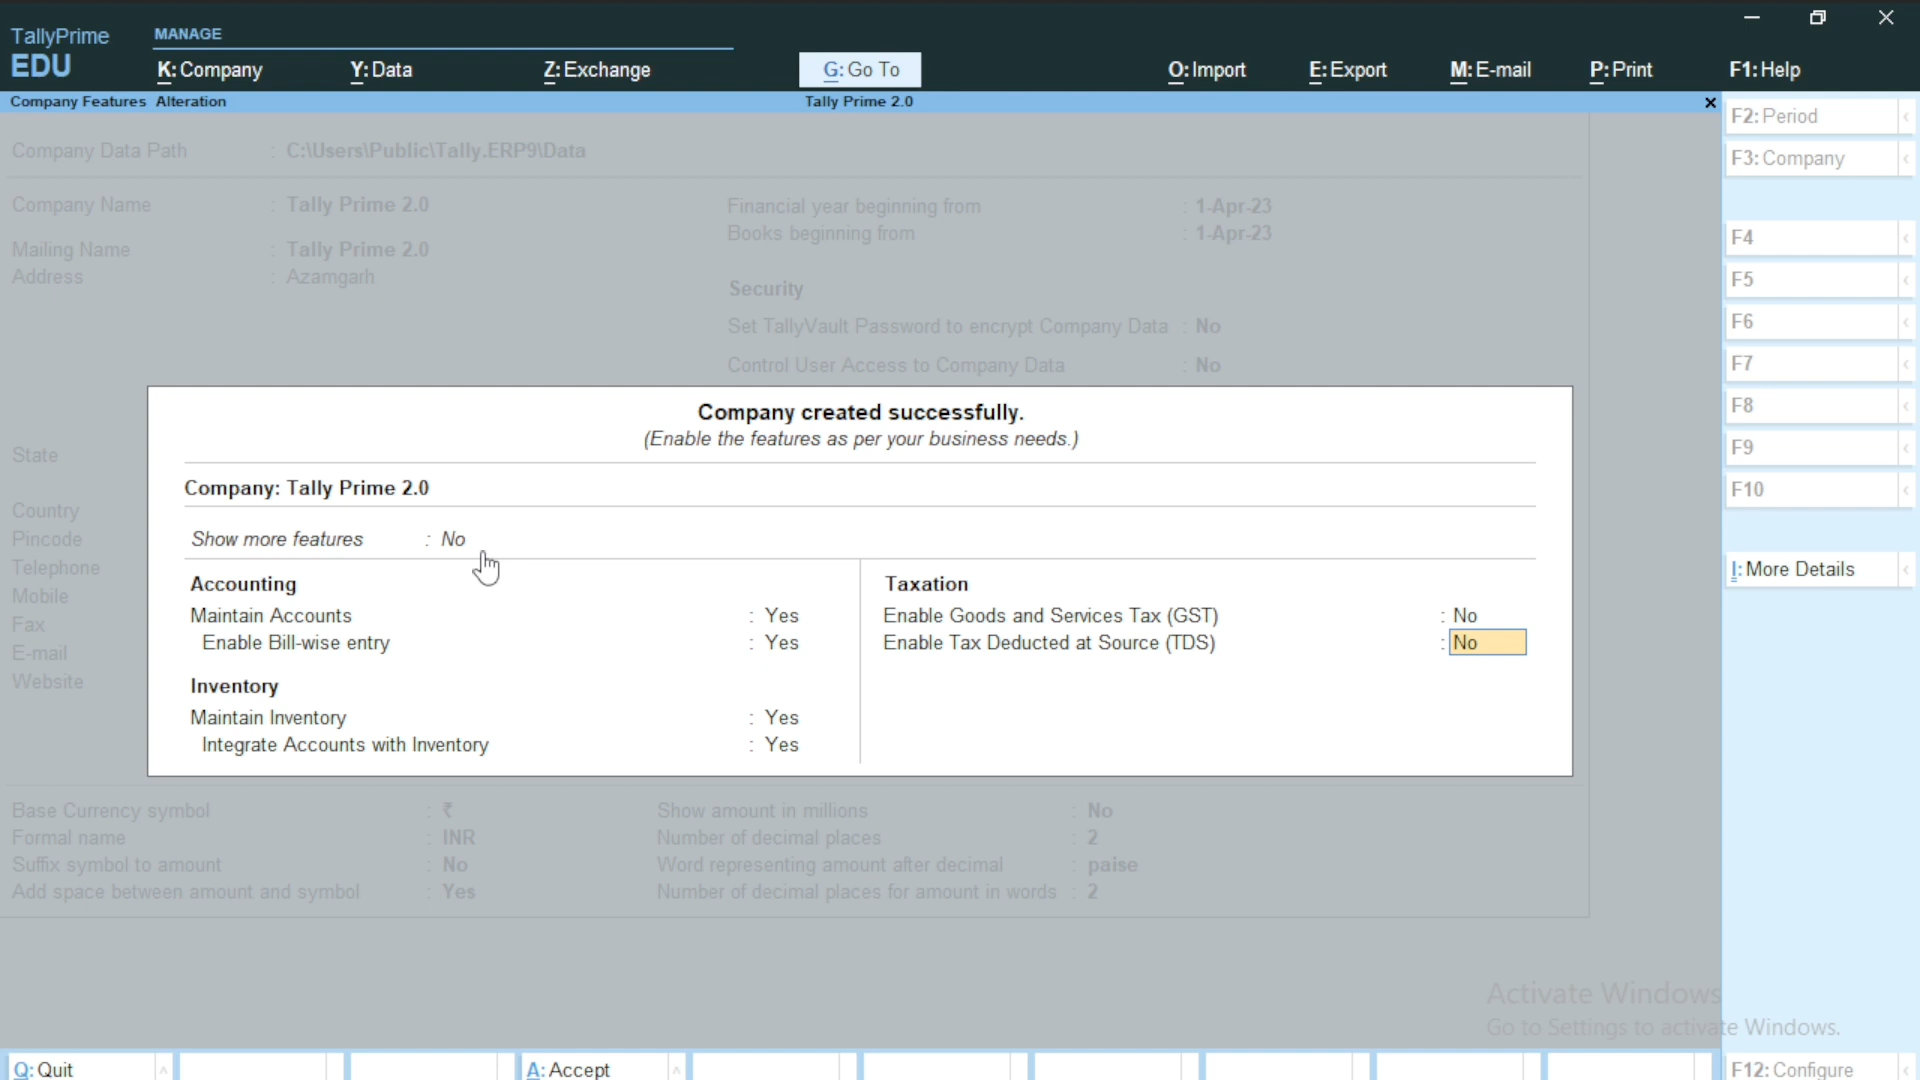 TallyPrime
EDU
MANAGE
K: Company Y: Data Z: Exchange G: Go To O: Import E: Export M: E-mail P: Print F1: Help
Company Features Alteration Tally Prime 2.0
Company Data Path : C:\Users\Public\Tally.ERP9\Data
Company Name : Tally Prime 2.0
Mailing Name : Tally Prime 2.0
Address : Azamgarh
Financial year beginning from : 1-Apr-23
Books beginning from : 1-Apr-23
Security
Set TallyVault Password to encrypt Company Data : No
Control User Access to Company Data : No
State
Country
Pincode
Telephone
Mobile
Fax
E-mail
Website
Company created successfully.
(Enable the features as per your business needs.)
Company: Tally Prime 2.0
Show more features : No
Accounting
Maintain Accounts : Yes
Enable Bill-wise entry : Yes
Inventory
Maintain Inventory : Yes
Integrate Accounts with Inventory : Yes
Taxation
Enable Goods and Services Tax (GST) : No
Enable Tax Deducted at Source (TDS) : No
Base Currency symbol : ₹
Formal name : INR
Suffix symbol to amount : No
Add space between amount and symbol : Yes
Show amount in millions : No
Number of decimal places : 2
Word representing amount after decimal : paise
Number of decimal places for amount in words : 2
F2: Period
F3: Company
F4
F5
F6
F7
F8
F9
F10
I: More Details
Activate Windows
Go to Settings to activate Windows.
Q: Quit A: Accept F12: Configure